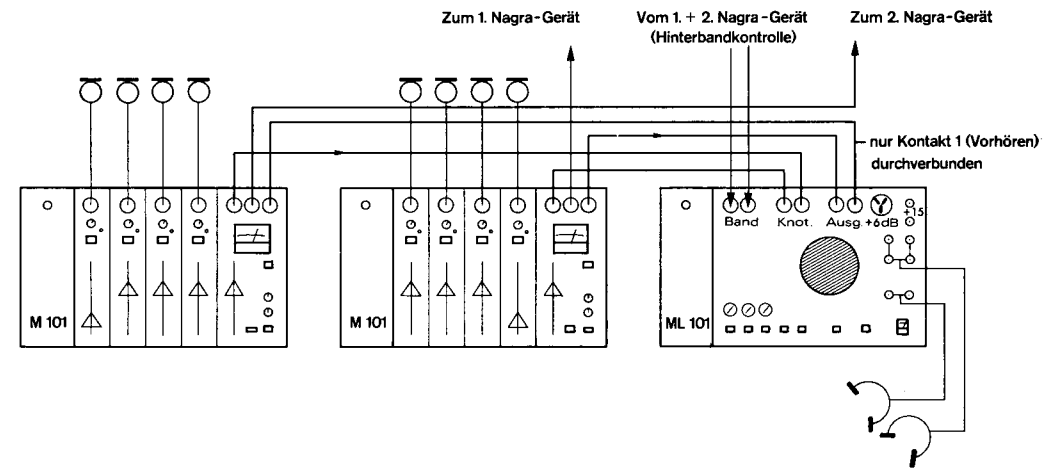 Zum 1. Nagra-Gerät
Vom 1. + 2. Nagra-Gerät
(Hinterbandkontrolle)
Zum 2. Nagra-Gerät
nur Kontakt 1 (Vorhören)
durchverbunden
Band
Knot.
Ausg.
+6dB
+15
M 101
M 101
ML 101